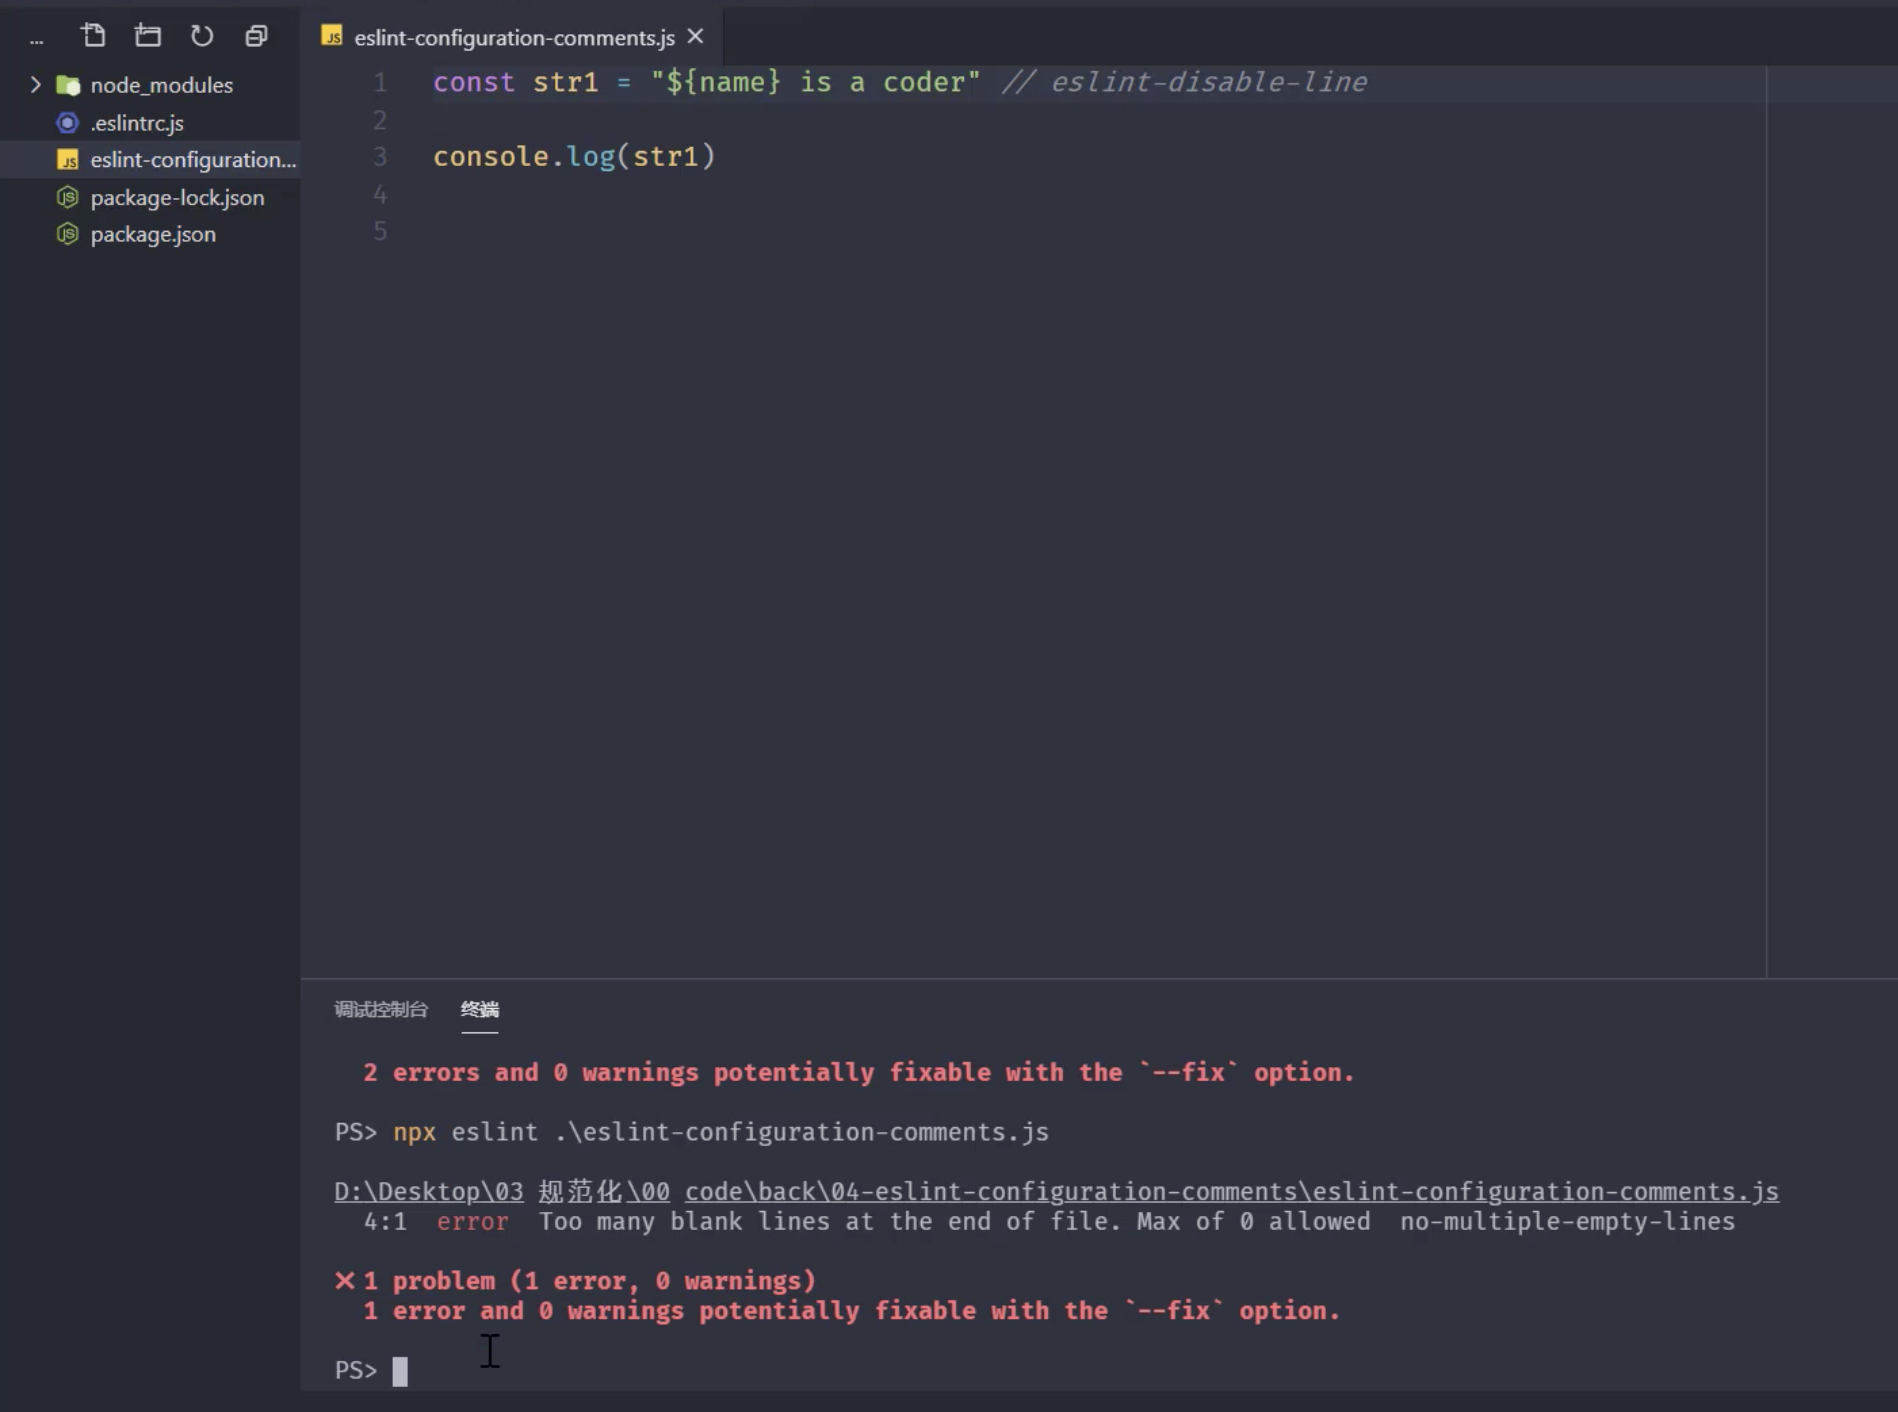 ...
node_modules
.eslintrc.js
eslint-configuration...
package-lock.json
package.json
eslint-configuration-comments.js
1 const str1 = "${name} is a coder" // eslint-disable-line
2
3 console.log(str1)
4
5
调试控制台 终端
2 errors and 0 warnings potentially fixable with the `--fix` option.
PS> npx eslint .\eslint-configuration-comments.js
D:\Desktop\03 规范化\00 code\back\04-eslint-configuration-comments\eslint-configuration-comments.js
4:1 error Too many blank lines at the end of file. Max of 0 allowed no-multiple-empty-lines
✕ 1 problem (1 error, 0 warnings)
1 error and 0 warnings potentially fixable with the `--fix` option.
PS>